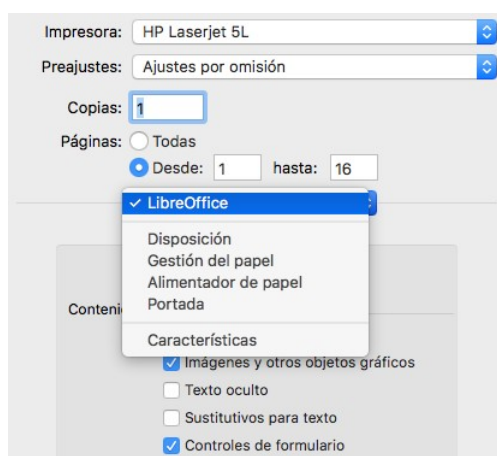 Impresora: HP Laserjet 5L
Preajustes: Ajustes por omisión
Copias: 1
Páginas: Todas
Desde: 1 hasta: 16
LibreOffice
Disposición
Gestión del papel
Alimentador de papel
Portada
Conteni
Características
Imágenes y otros objetos gráficos
Texto oculto
Sustitutivos para texto
Controles de formulario